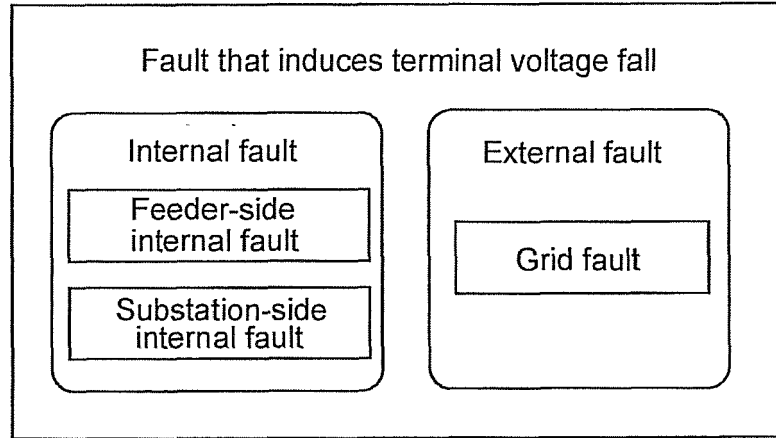 Fault that induces terminal voltage fall
Internal fault
Feeder-side
internal fault
Substation-side
internal fault
External fault
Grid fault